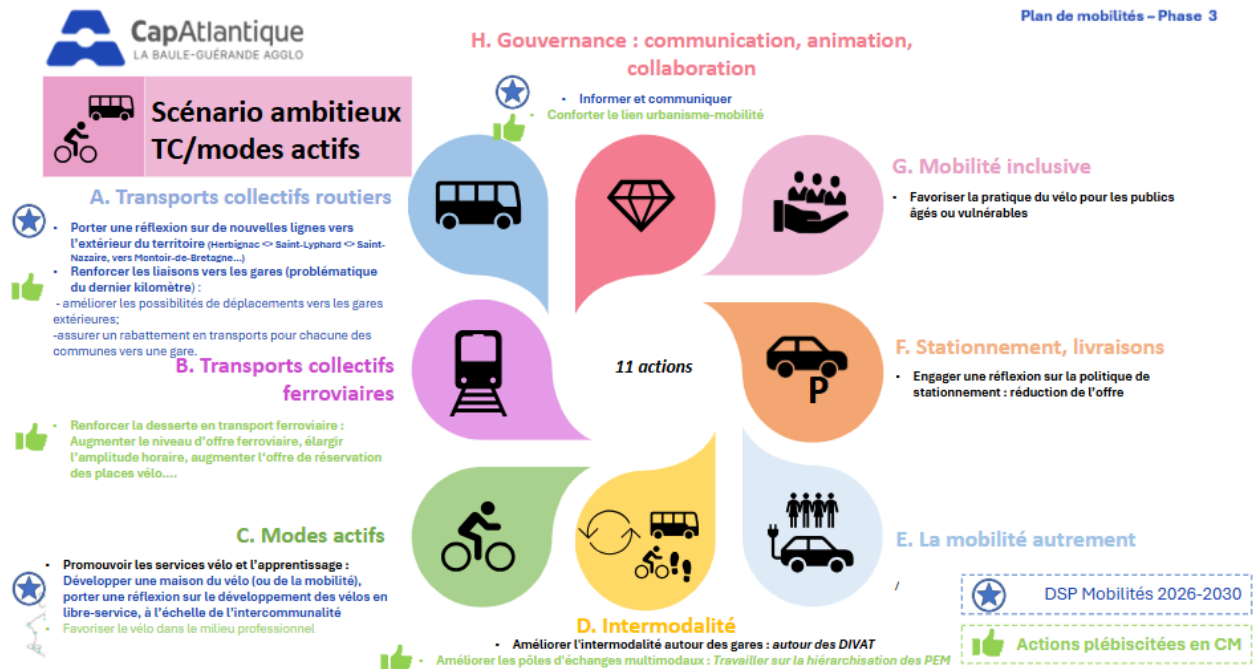 CapAtlantique
LA BAULE-GUÉRANDE AGGLO
Plan de mobilités – Phase 3
Scénario ambitieux
TC/modes actifs
H. Gouvernance : communication, animation,
collaboration
• Informer et communiquer
• Conforter le lien urbanisme-mobilité
A. Transports collectifs routiers
• Porter une réflexion sur de nouvelles lignes vers
l'extérieur du territoire (Herbignac <> Saint-Lyphard <> Saint-
Nazaire, vers Montoir-de-Bretagne...)
• Renforcer les liaisons vers les gares (problématique
du dernier kilomètre) :
- améliorer les possibilités de déplacements vers les gares
extérieures;
-assurer un rabattement en transports pour chacune des
communes vers une gare.
B. Transports collectifs
ferroviaires
• Renforcer la desserte en transport ferroviaire :
Augmenter le niveau d'offre ferroviaire, élargir
l'amplitude horaire, augmenter l'offre de réservation
des places vélo....
C. Modes actifs
• Promouvoir les services vélo et l'apprentissage :
Développer une maison du vélo (ou de la mobilité),
porter une réflexion sur le développement des vélos en
libre-service, à l'échelle de l'intercommunalité
• Favoriser le vélo dans le milieu professionnel
11 actions
P
D. Intermodalité
• Améliorer l'intermodalité autour des gares : autour des DIVAT
• Améliorer les pôles d'échanges multimodaux : Travailler sur la hiérarchisation des PEM
G. Mobilité inclusive
• Favoriser la pratique du vélo pour les publics
âgés ou vulnérables
F. Stationnement, livraisons
• Engager une réflexion sur la politique de
stationnement : réduction de l'offre
E. La mobilité autrement
/
DSP Mobilités 2026-2030
Actions plébiscitées en CM